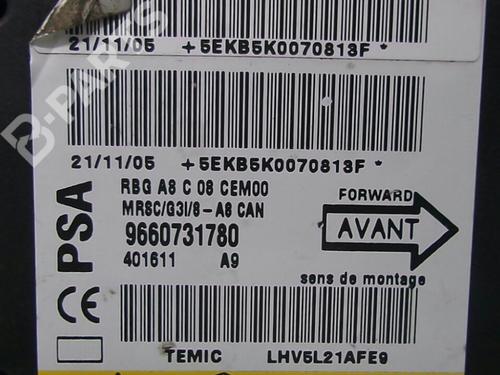 21/11/05 +5EKB5K0070813F *
B-PARTS
21/11/05 +5EKB5K0070813F *
PSA
RBG A8 C 08 CEM00
MRSC/G3I/8-A8 CAN
9660731780
401611 A9
FORWARD
AVANT
sens de montage
CE
TEMIC LHV5L21AFE9